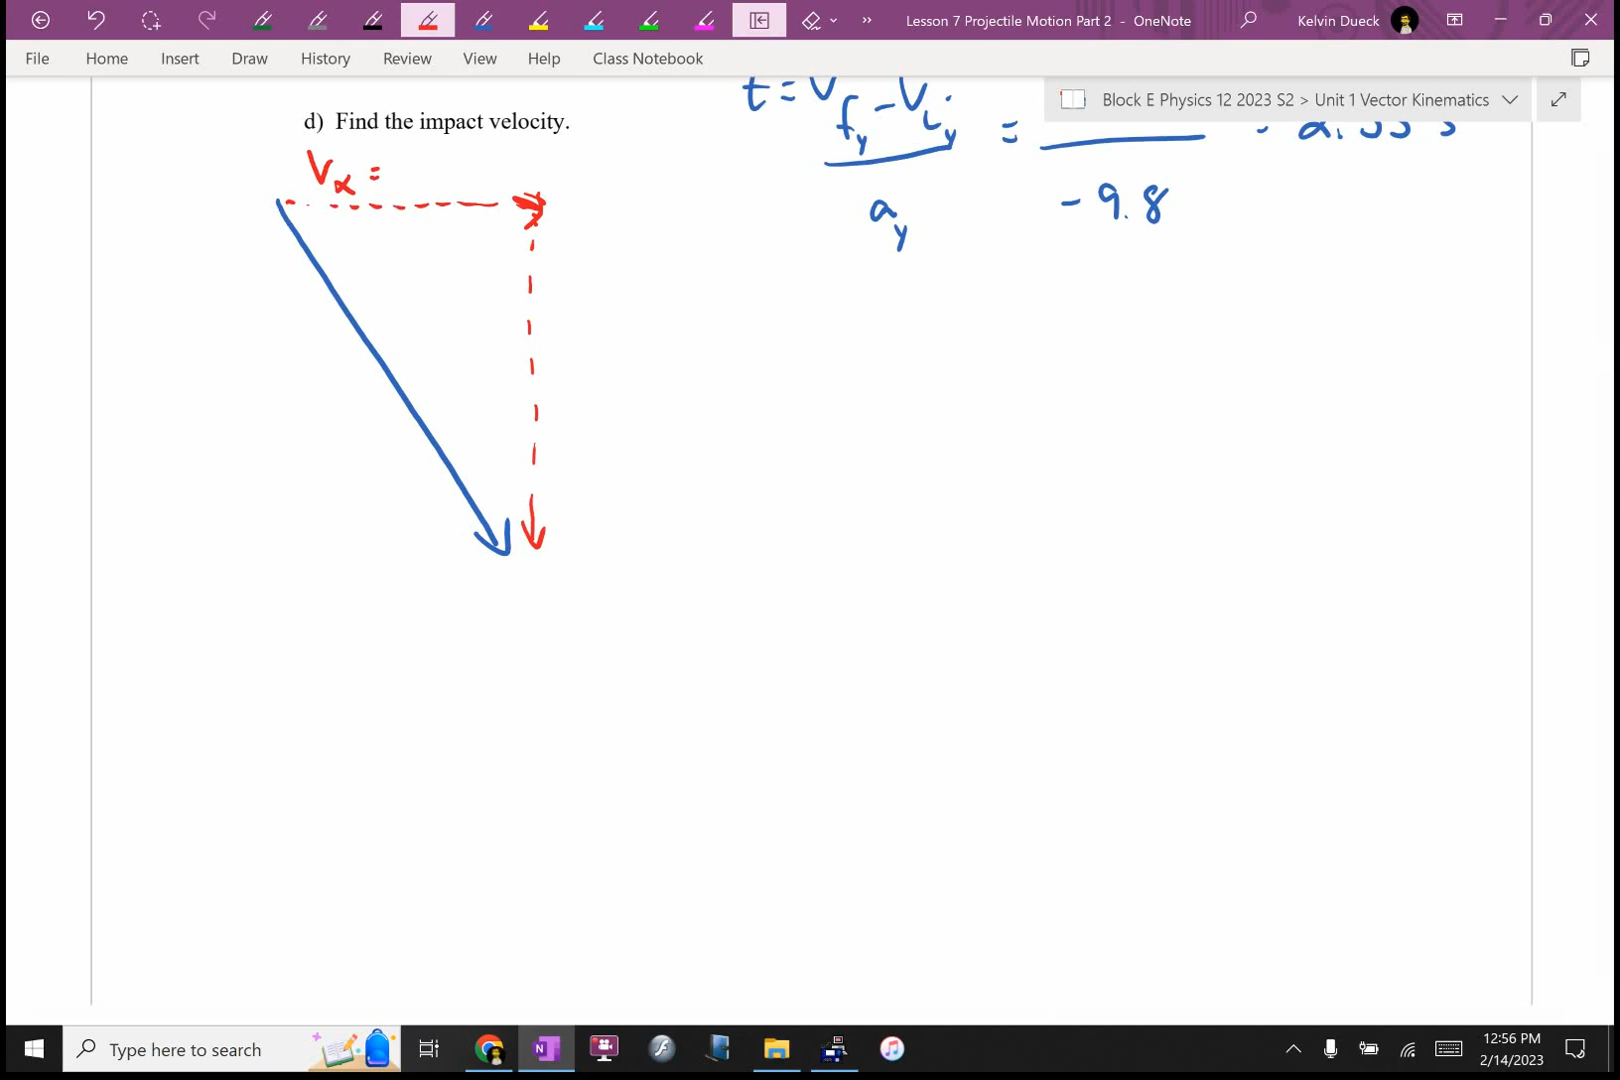 Lesson 7 Projectile Motion Part 2 - OneNote
Kelvin Dueck
File Home Insert Draw History Review View Help Class Notebook
Block E Physics 12 2023 S2 > Unit 1 Vector Kinematics
d) Find the impact velocity.
t = Vfy - Viy
=
ay
-9.8
Vx =
Type here to search
12:56 PM
2/14/2023